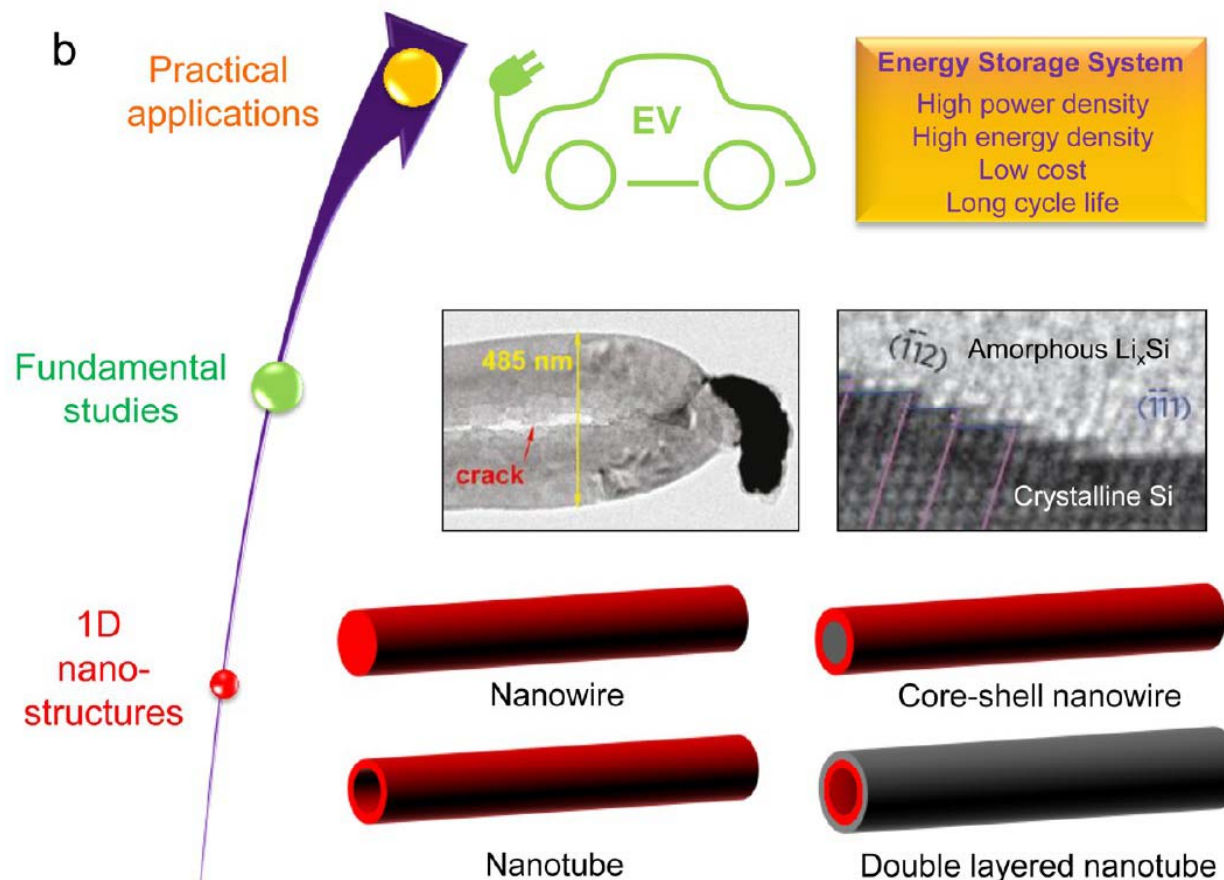 b
Practical
applications
EV
Energy Storage System
High power density
High energy density
Low cost
Long cycle life
Fundamental
studies
485 nm
crack
(1̄1̄2)
Amorphous LiₓSi
(1̄1̄1)
Crystalline Si
1D
nano-
structures
Nanowire
Core-shell nanowire
Nanotube
Double layered nanotube